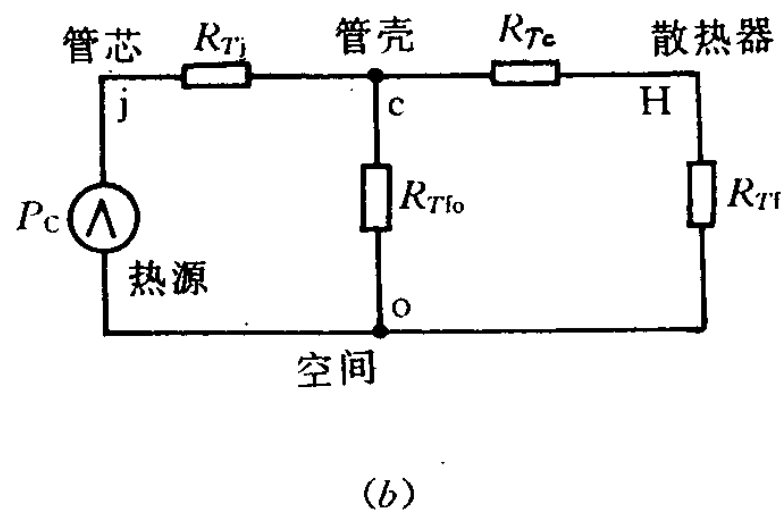 管芯 R_Tj 管壳 R_Tc 散热器
j c H
P_C R_Tfo R_Tf
热源
o
空间
(b)